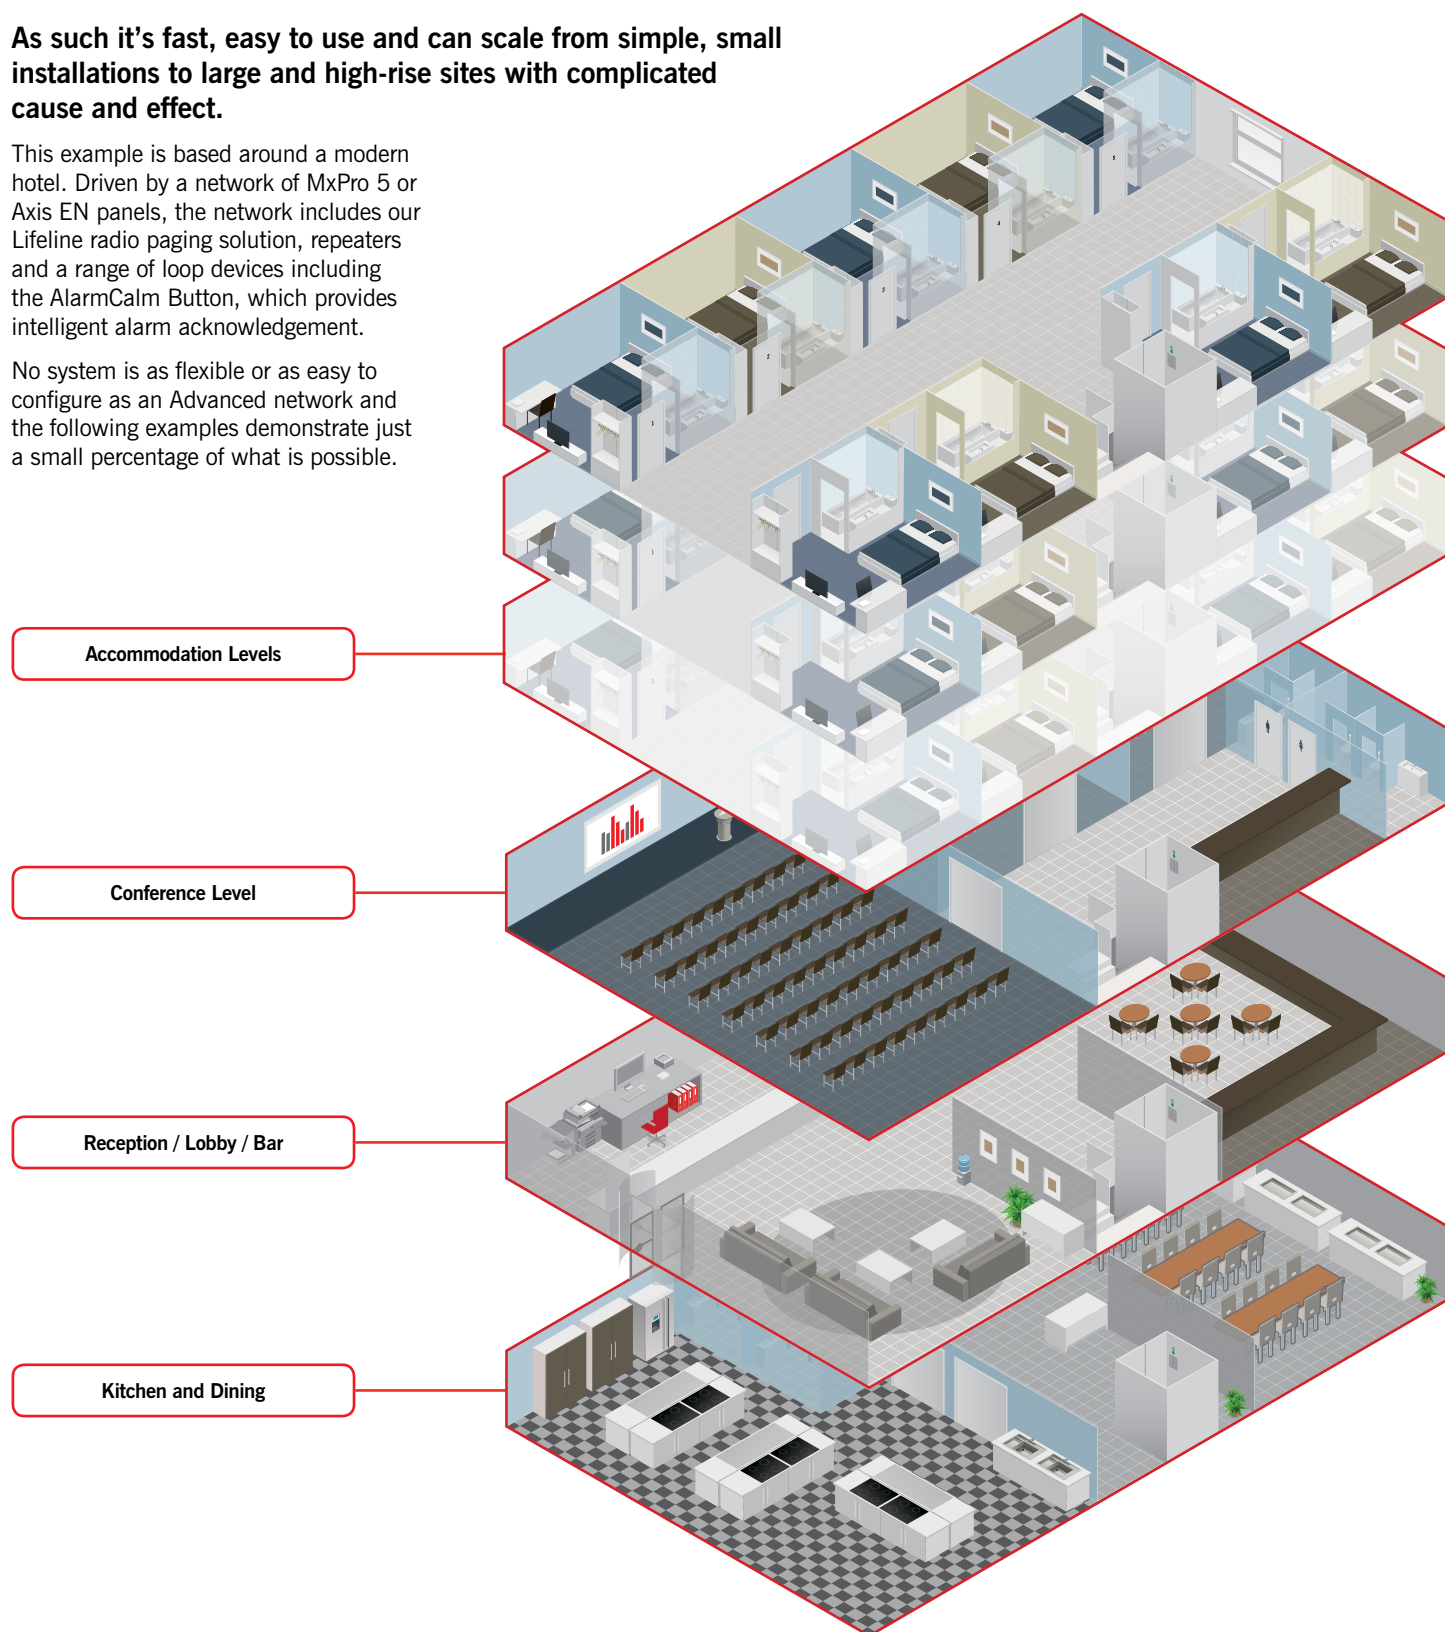 As such it's fast, easy to use and can scale from simple, small
installations to large and high-rise sites with complicated
cause and effect.
This example is based around a modern
hotel. Driven by a network of MxPro 5 or
Axis EN panels, the network includes our
Lifeline radio paging solution, repeaters
and a range of loop devices including
the AlarmCalm Button, which provides
intelligent alarm acknowledgement.
No system is as flexible or as easy to
configure as an Advanced network and
the following examples demonstrate just
a small percentage of what is possible.
Accommodation Levels
Conference Level
Reception / Lobby / Bar
Kitchen and Dining